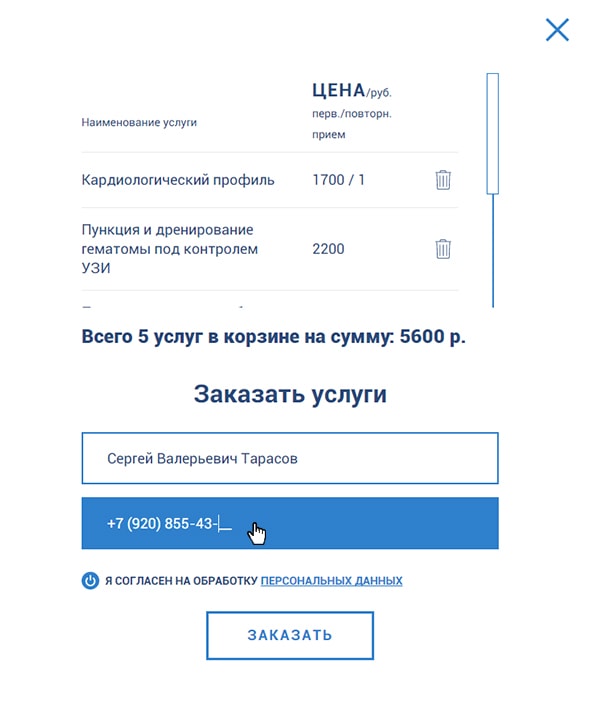 ЦЕНА/руб.
перв./повторн.
Наименование услуги
прием
Кардиологический профиль 1700 / 1
Пункция и дренирование
гематомы под контролем 2200
УЗИ
Всего 5 услуг в корзине на сумму: 5600 р.
Заказать услуги
Сергей Валерьевич Тарасов
+7 (920) 855-43-__
Я СОГЛАСЕН НА ОБРАБОТКУ ПЕРСОНАЛЬНЫХ ДАННЫХ
ЗАКАЗАТЬ